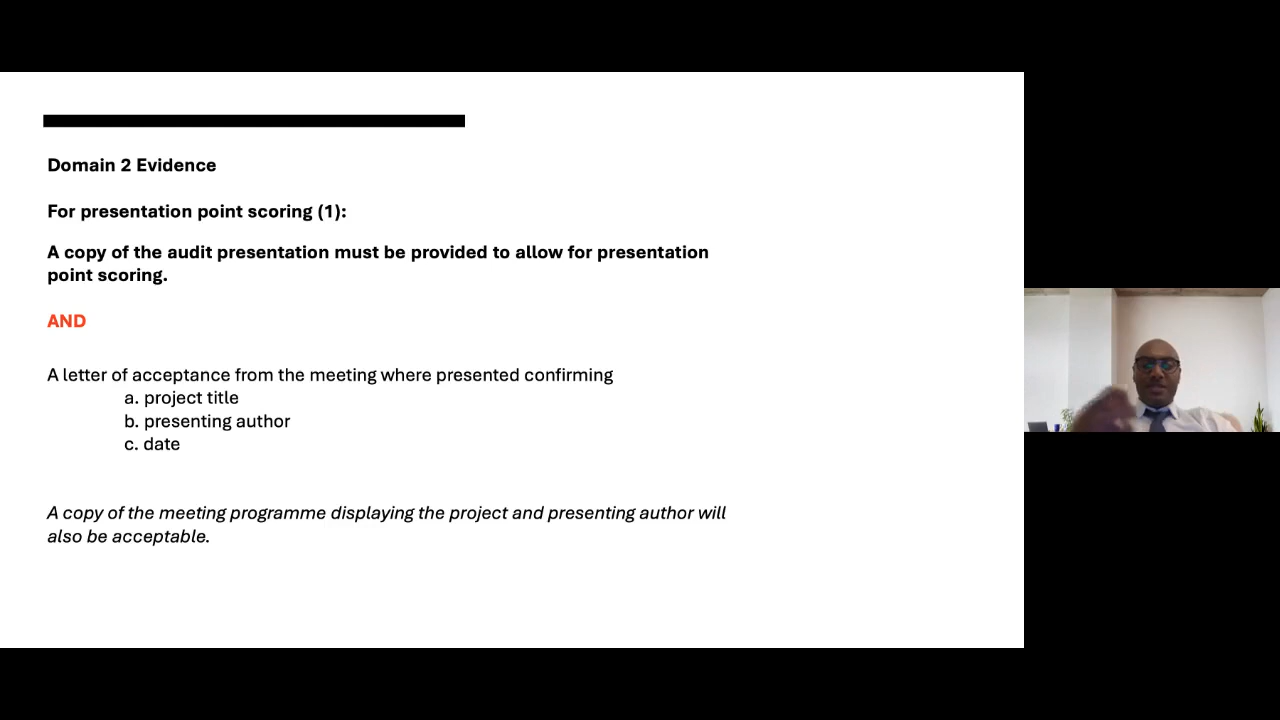 Domain 2 Evidence
For presentation point scoring (1):
A copy of the audit presentation must be provided to allow for presentation
point scoring.
AND
A letter of acceptance from the meeting where presented confirming
a. project title
b. presenting author
c. date
A copy of the meeting programme displaying the project and presenting author will
also be acceptable.